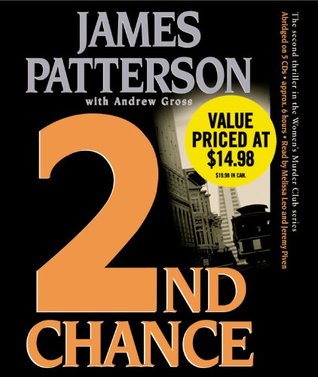 JAMES
PATTERSON
with Andrew Gross
VALUE
PRICED AT
$14.98
$19.98 IN CAN.
2ND
CHANCE
The second thriller in the Women's Murder Club series
Abridged on 5 CDs • approx. 6 hours • Read by Melissa Leo and Jeremy Piven